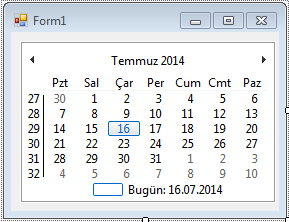 Form1
Temmuz 2014
Pzt Sal Çar Per Cum Cmt Paz
27 30 1 2 3 4 5 6
28 7 8 9 10 11 12 13
29 14 15 16 17 18 19 20
30 21 22 23 24 25 26 27
31 28 29 30 31 1 2 3
32 4 5 6 7 8 9 10
Bugün: 16.07.2014